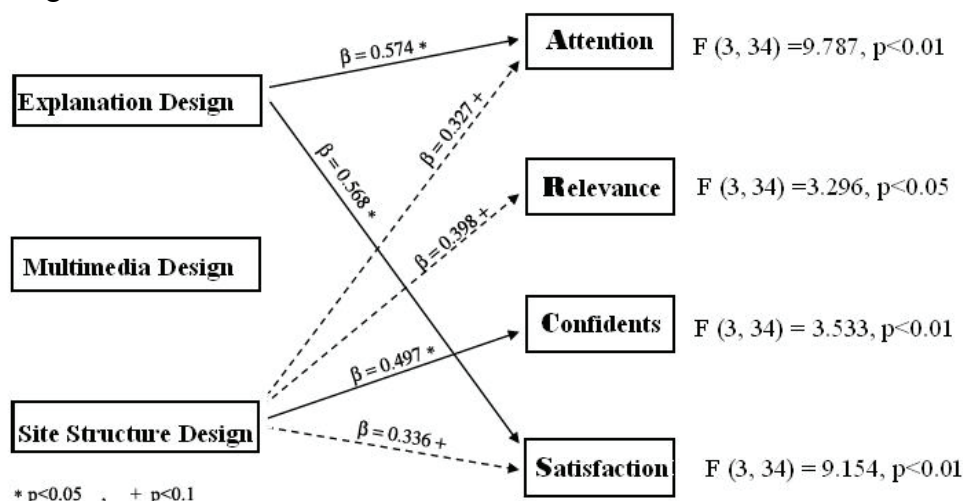 Attention
F (3, 34) =9.787, p<0.01
β = 0.574 *
Explanation Design
β = 0.327 +
β = 0.568 *
Relevance
F (3, 34) =3.296, p<0.05
β = 0.398 +
Multimedia Design
Confidents
F (3, 34) = 3.533, p<0.01
β = 0.497 *
Site Structure Design
β = 0.336 +
Satisfaction
F (3, 34) = 9.154, p<0.01
* p<0.05 , + p<0.1